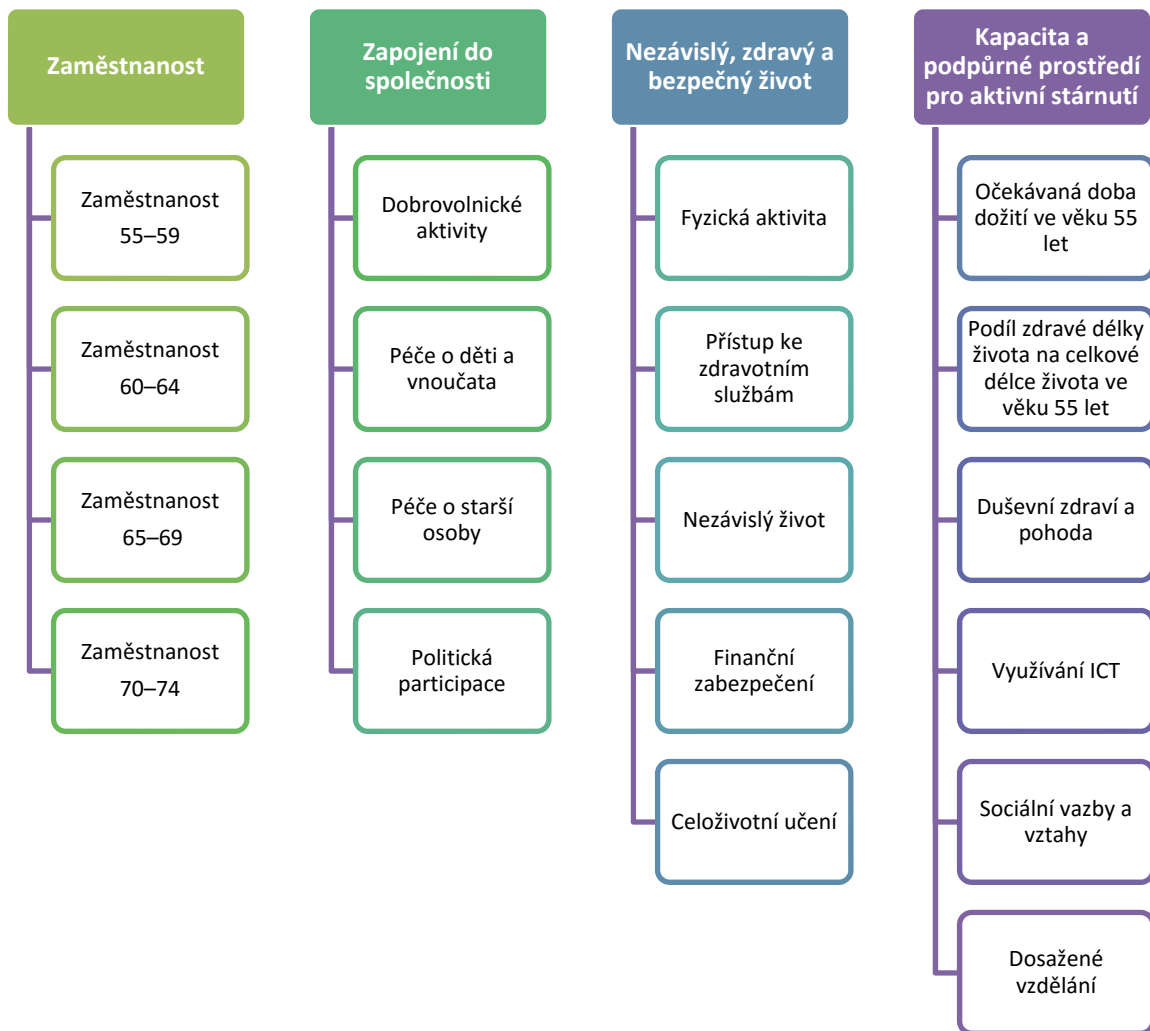 Zaměstnanost
Zaměstnanost
55–59
Zaměstnanost
60–64
Zaměstnanost
65–69
Zaměstnanost
70–74
Zapojení do
společnosti
Dobrovolnické
aktivity
Péče o děti a
vnoučata
Péče o starší
osoby
Politická
participace
Nezávislý, zdravý a
bezpečný život
Fyzická aktivita
Přístup ke
zdravotním
službám
Nezávislý život
Finanční
zabezpečení
Celoživotní učení
Kapacita a
podpůrné prostředí
pro aktivní stárnutí
Očekávaná doba
dožití ve věku 55
let
Podíl zdravé délky
života na celkové
délce života ve
věku 55 let
Duševní zdraví a
pohoda
Využívání ICT
Sociální vazby a
vztahy
Dosažené
vzdělání